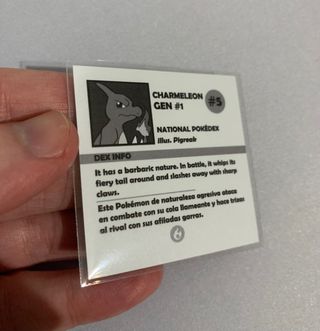 CHARMELEON
GEN #1
#5
NATIONAL POKÉDEX
illus. Pigreak
DEX INFO
It has a barbaric nature. In battle, it whips its
fiery tail around and slashes away with sharp
claws.
Este Pokémon de naturaleza agresiva ataca
en combate con su cola llameante y hace trizas
al rival con sus afiladas garras.